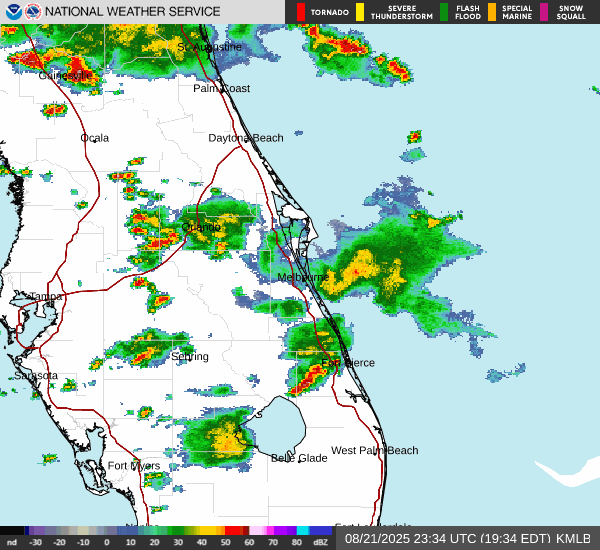 NATIONAL WEATHER SERVICE
TORNADO
SEVERE THUNDERSTORM
FLASH FLOOD
SPECIAL MARINE
SNOW SQUALL
St. Augustine
Gainesville
Palm Coast
Ocala
Daytona Beach
Orlando
Melbourne
Tampa
Sebring
Fort Pierce
Sarasota
West Palm Beach
Belle Glade
Fort Myers
Fort Lauderdale
nd -30 -20 -10 0 10 20 30 40 50 60 70 80 dBZ
08/21/2025 23:34 UTC (19:34 EDT) KMLB